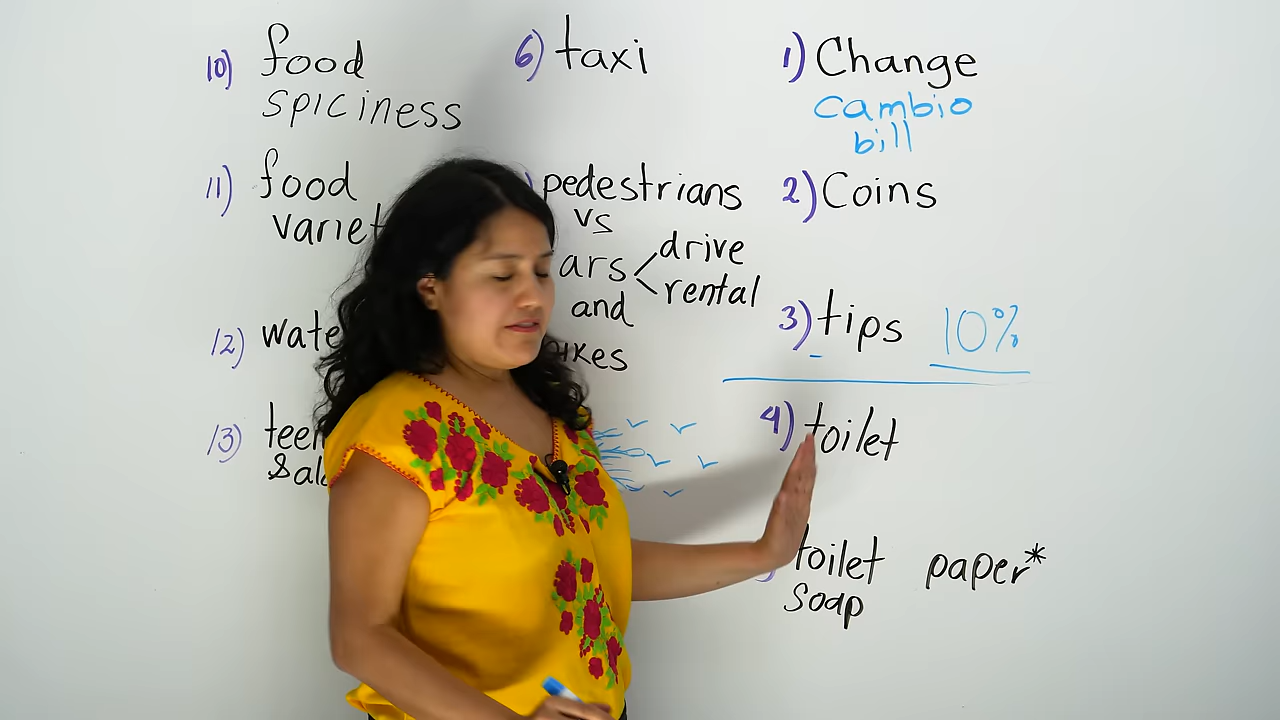 1) Change
cambio
bill
2) Coins
3) tips 10%
4) toilet
toilet paper*
soap
6) taxi
pedestrians
vs
drive
rental
and
10) food
spiciness
11) food
12)
13)